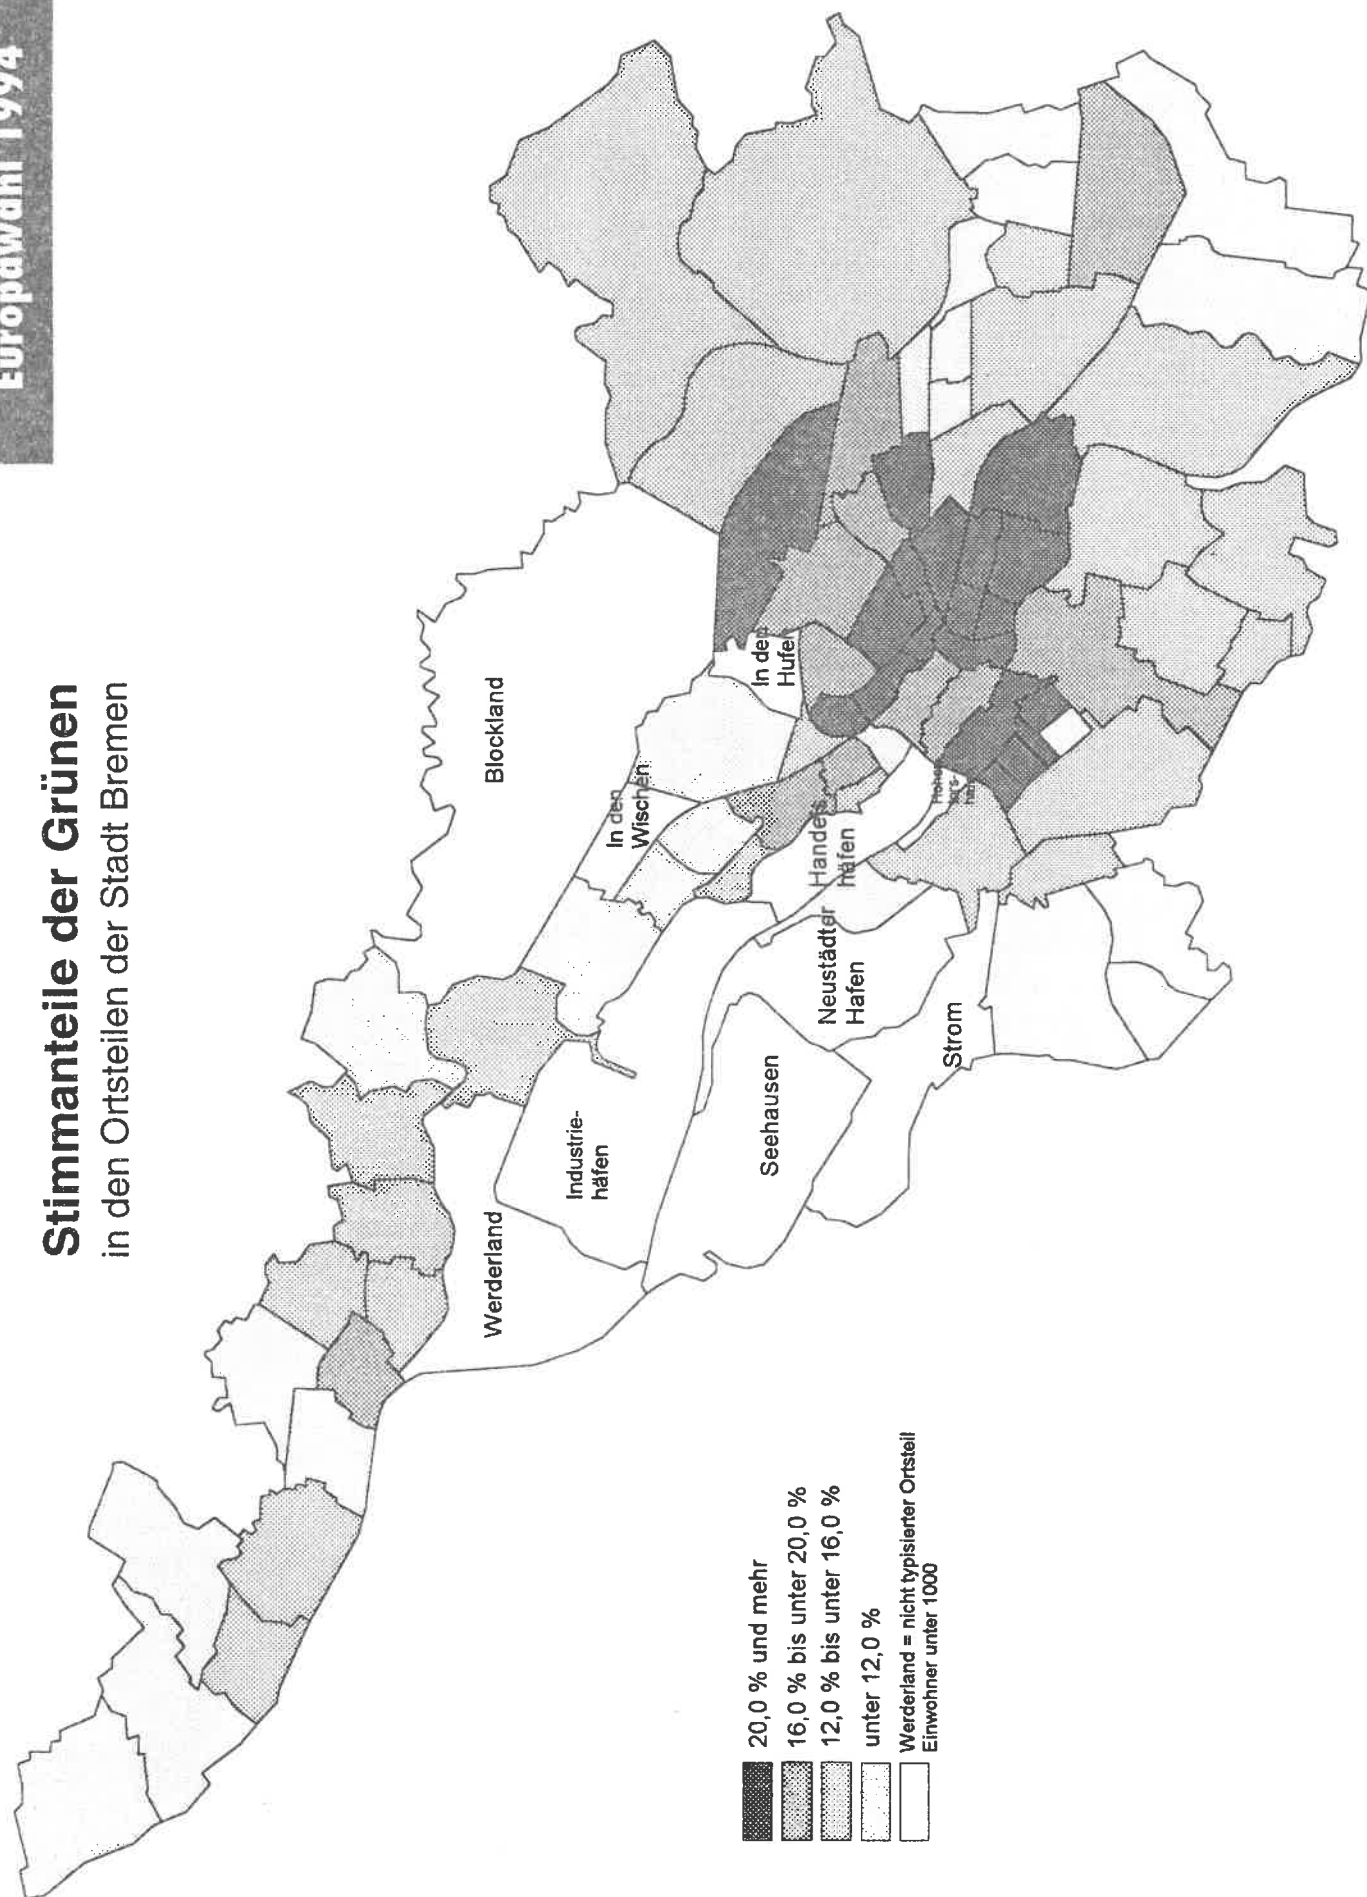 Europawahl 1994
Stimmanteile der Grünen
in den Ortsteilen der Stadt Bremen
Blockland
In den
Hufen
In den
Wischen
Handels
häfen
Neustädter
Hafen
Strom
Seehausen
Industrie-
häfen
Werderland
20,0 % und mehr
16,0 % bis unter 20,0 %
12,0 % bis unter 16,0 %
unter 12,0 %
Werderland = nicht typisierter Ortsteil
Einwohner unter 1000